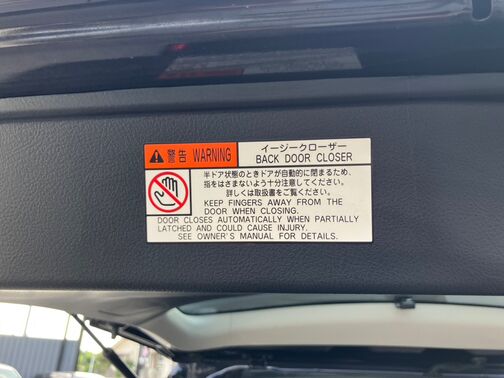 警告 WARNING
イージークローザー
BACK DOOR CLOSER
半ドア状態のときドアが自動的に閉まるため、
指をはさまないよう十分注意してください。
詳しくは取扱書をご覧ください。
KEEP FINGERS AWAY FROM THE
DOOR WHEN CLOSING.
DOOR CLOSES AUTOMATICALLY WHEN PARTIALLY
LATCHED AND COULD CAUSE INJURY.
SEE OWNER'S MANUAL FOR DETAILS.